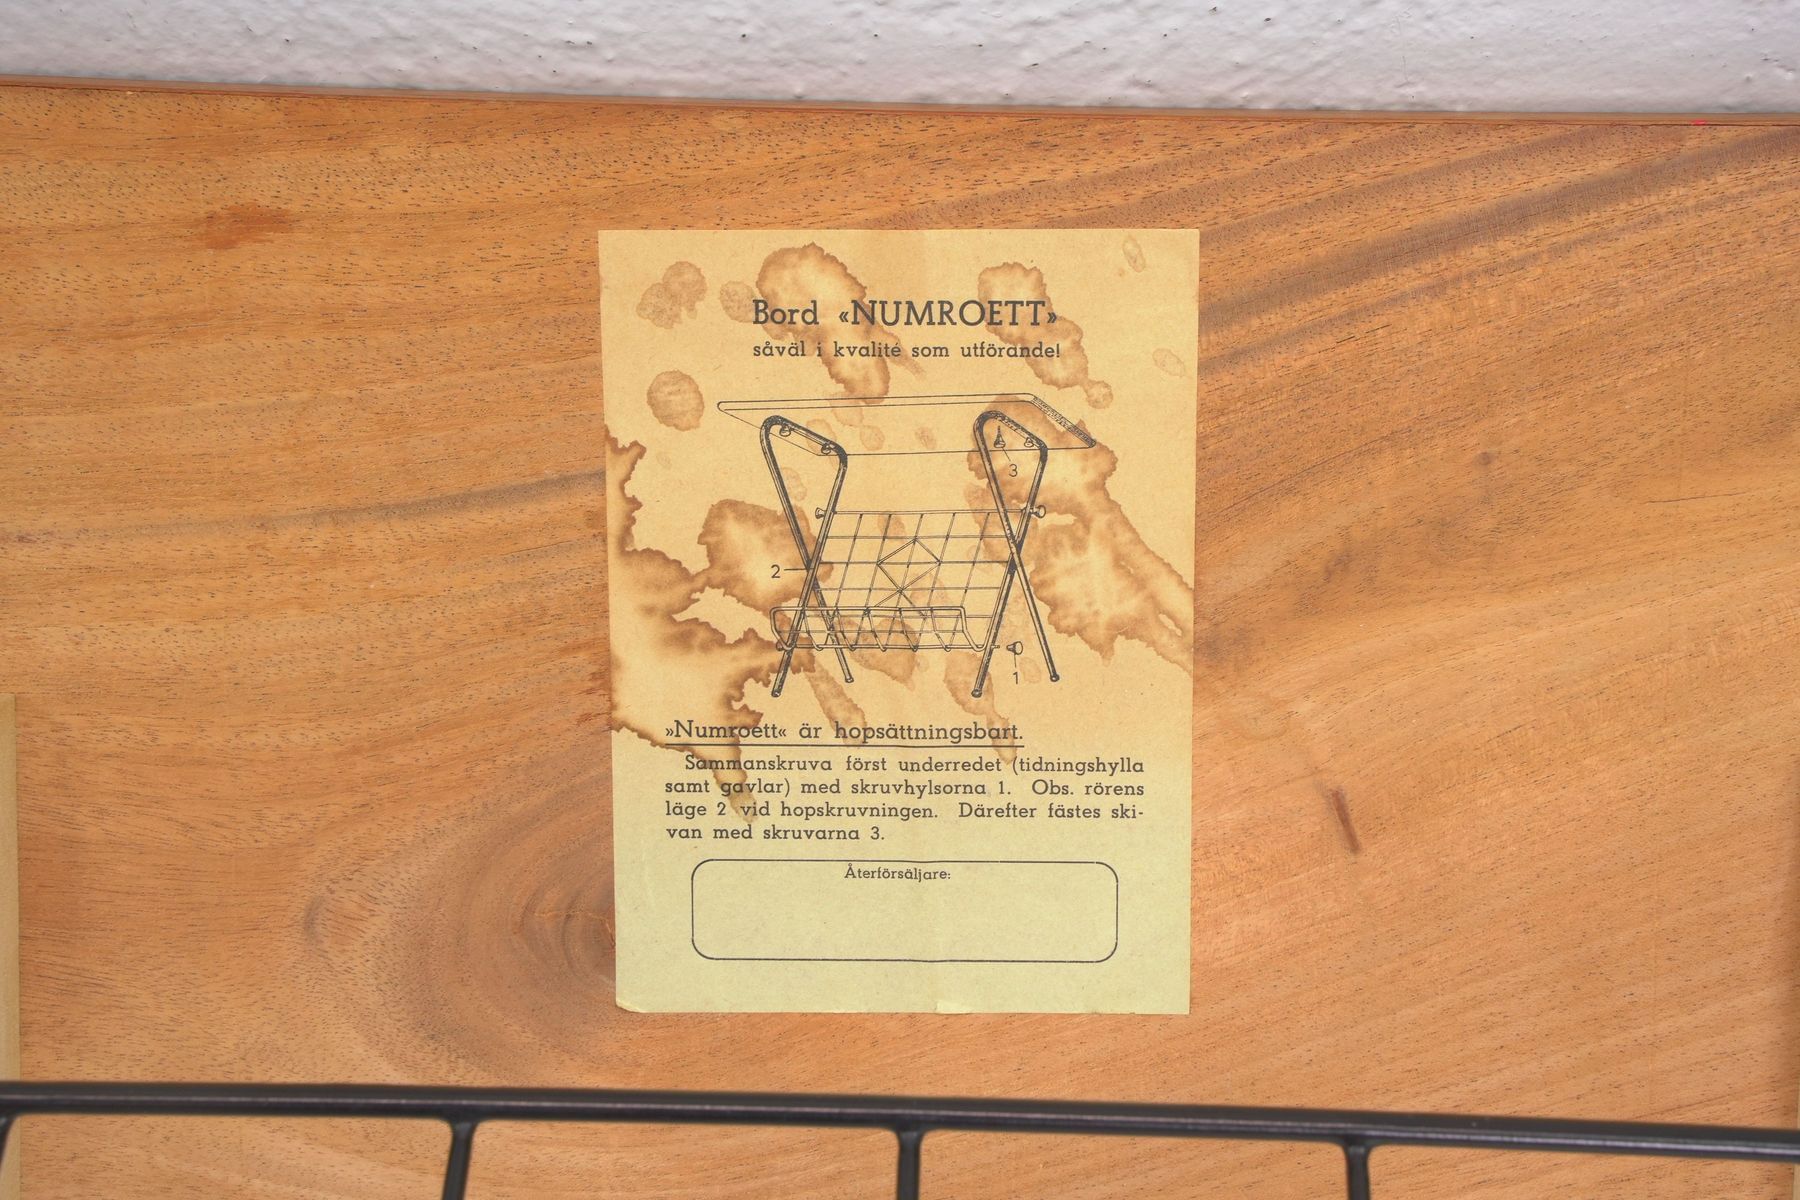 Bord «NUMROETT»
såväl i kvalité som utförande!
3
2
1
»Numroett« är hopsättningsbart.
Sammanskruva först underredet (tidningshylla
samt gavlar) med skruvhylsorna 1. Obs. rörens
läge 2 vid hopskruvningen. Därefter fästes ski-
van med skruvarna 3.
Återförsäljare: